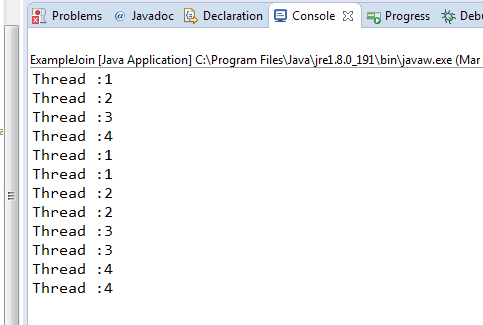 Problems @ Javadoc Declaration Console Progress Debu
ExampleJoin [Java Application] C:\Program Files\Java\jre1.8.0_191\bin\javaw.exe (Mar
Thread :1
Thread :2
Thread :3
Thread :4
Thread :1
Thread :1
Thread :2
Thread :2
Thread :3
Thread :3
Thread :4
Thread :4